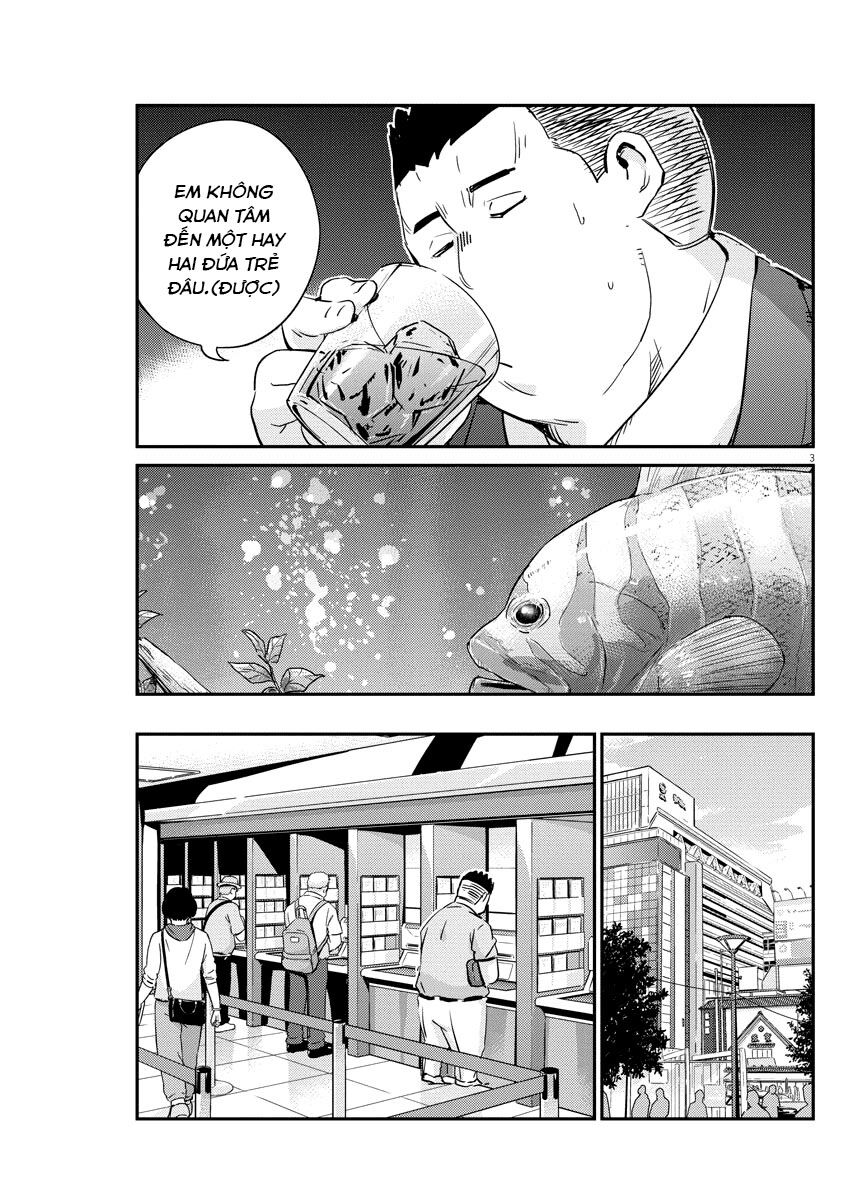 EM KHÔNG
QUAN TÂM
ĐẾN MỘT HAY
HAI ĐỨA TRẺ
ĐÂU.(ĐƯỢC)
3